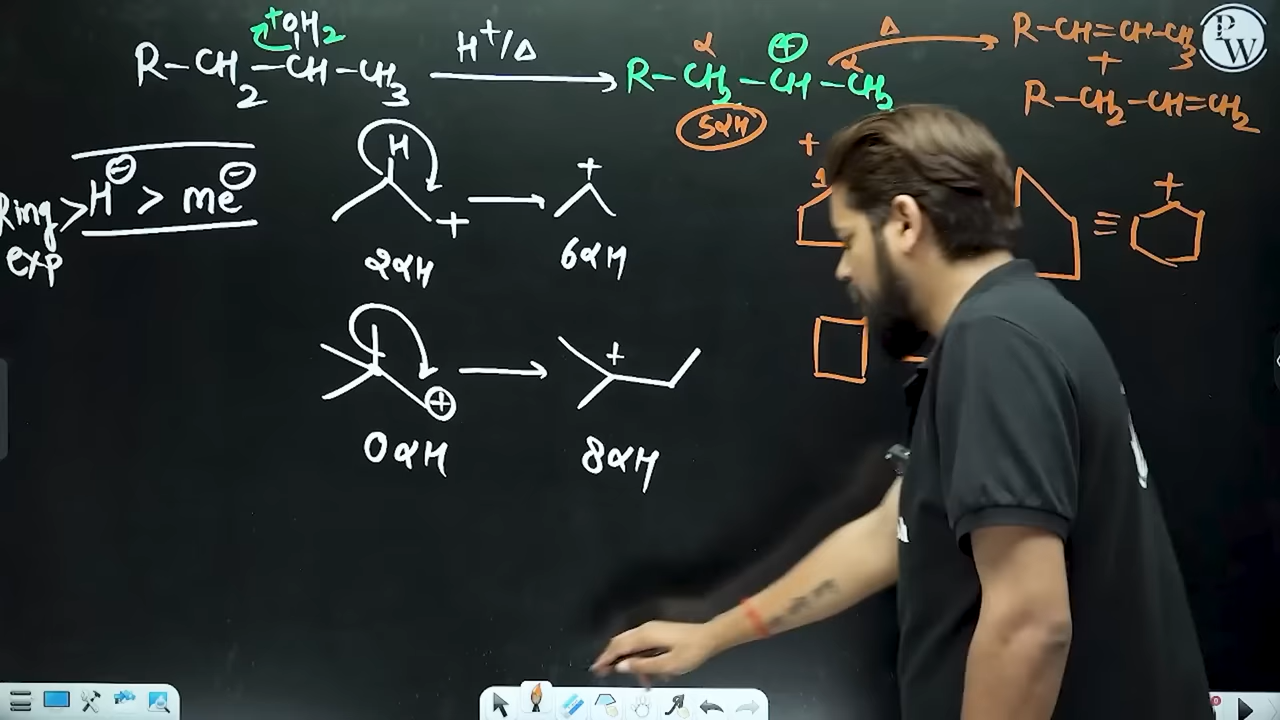 +OH2
R-CH2-CH-CH3
H+/Δ
α ⊕ α
R-CH2-CH-CH3
5αH
Δ
R-CH=CH-CH3
+
R-CH2-CH=CH2
P
W
Ring exp > H⊖ > me⊖
H
+
+
2αH
6αH
+
≡
+
⊕
+
0αH
8αH